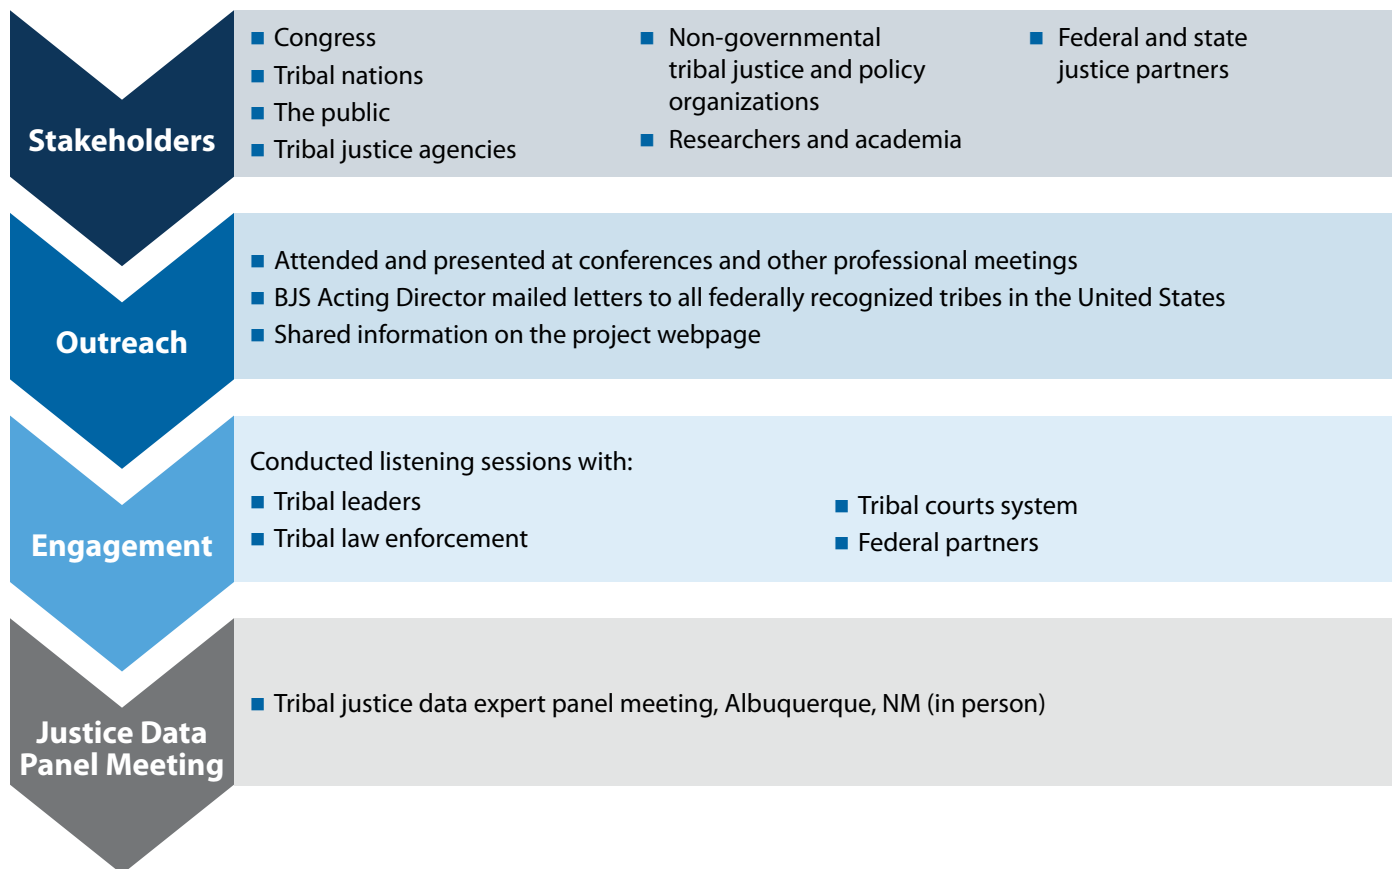 Stakeholders
■ Congress
■ Tribal nations
■ The public
■ Tribal justice agencies
■ Non-governmental
tribal justice and policy
organizations
■ Researchers and academia
■ Federal and state
justice partners
Outreach
■ Attended and presented at conferences and other professional meetings
■ BJS Acting Director mailed letters to all federally recognized tribes in the United States
■ Shared information on the project webpage
Engagement
Conducted listening sessions with:
■ Tribal leaders
■ Tribal law enforcement
■ Tribal courts system
■ Federal partners
Justice Data
Panel Meeting
■ Tribal justice data expert panel meeting, Albuquerque, NM (in person)